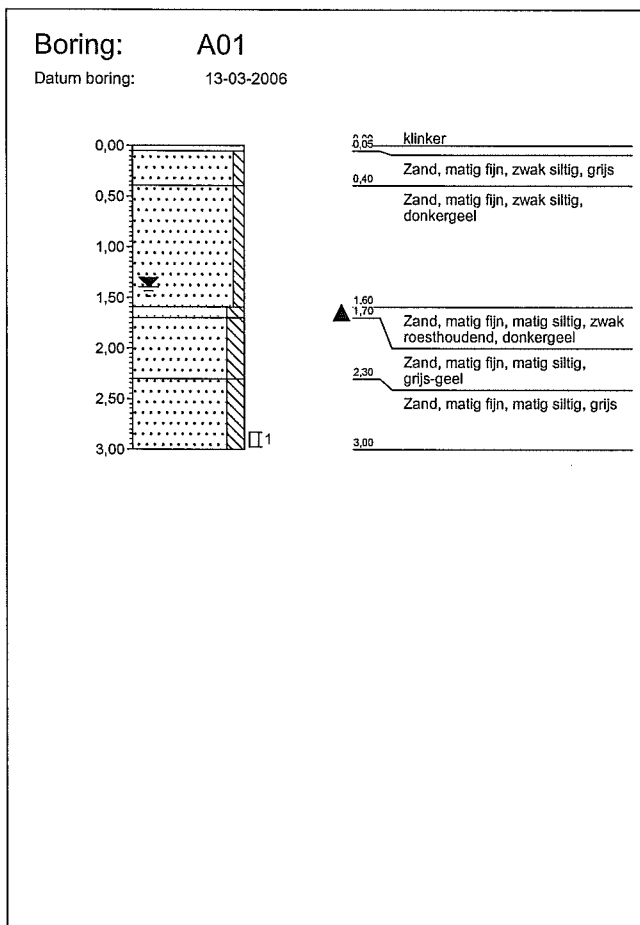 Boring: A01
Datum boring: 13-03-2006
0,00
0,50
1,00
1,50
2,00
2,50
3,00
1
0,00 klinker
0,05
Zand, matig fijn, zwak siltig, grijs
0,40
Zand, matig fijn, zwak siltig,
donkergeel
1,60
1,70
Zand, matig fijn, matig siltig, zwak
roesthoudend, donkergeel
Zand, matig fijn, matig siltig,
grijs-geel
2,30
Zand, matig fijn, matig siltig, grijs
3,00